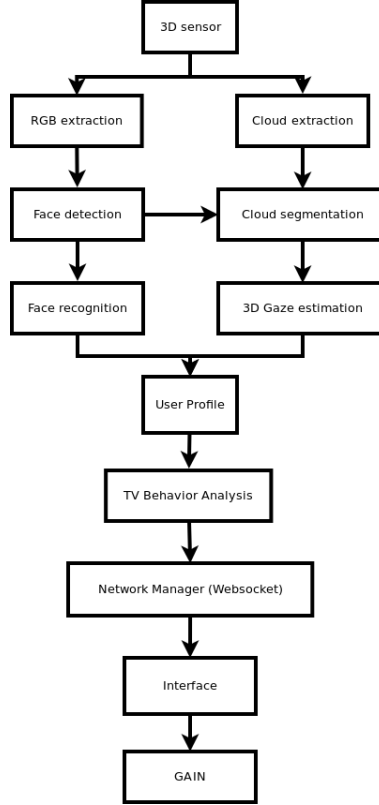 3D sensor
RGB extraction
Cloud extraction
Face detection
Cloud segmentation
Face recognition
3D Gaze estimation
User Profile
TV Behavior Analysis
Network Manager (Websocket)
Interface
GAIN